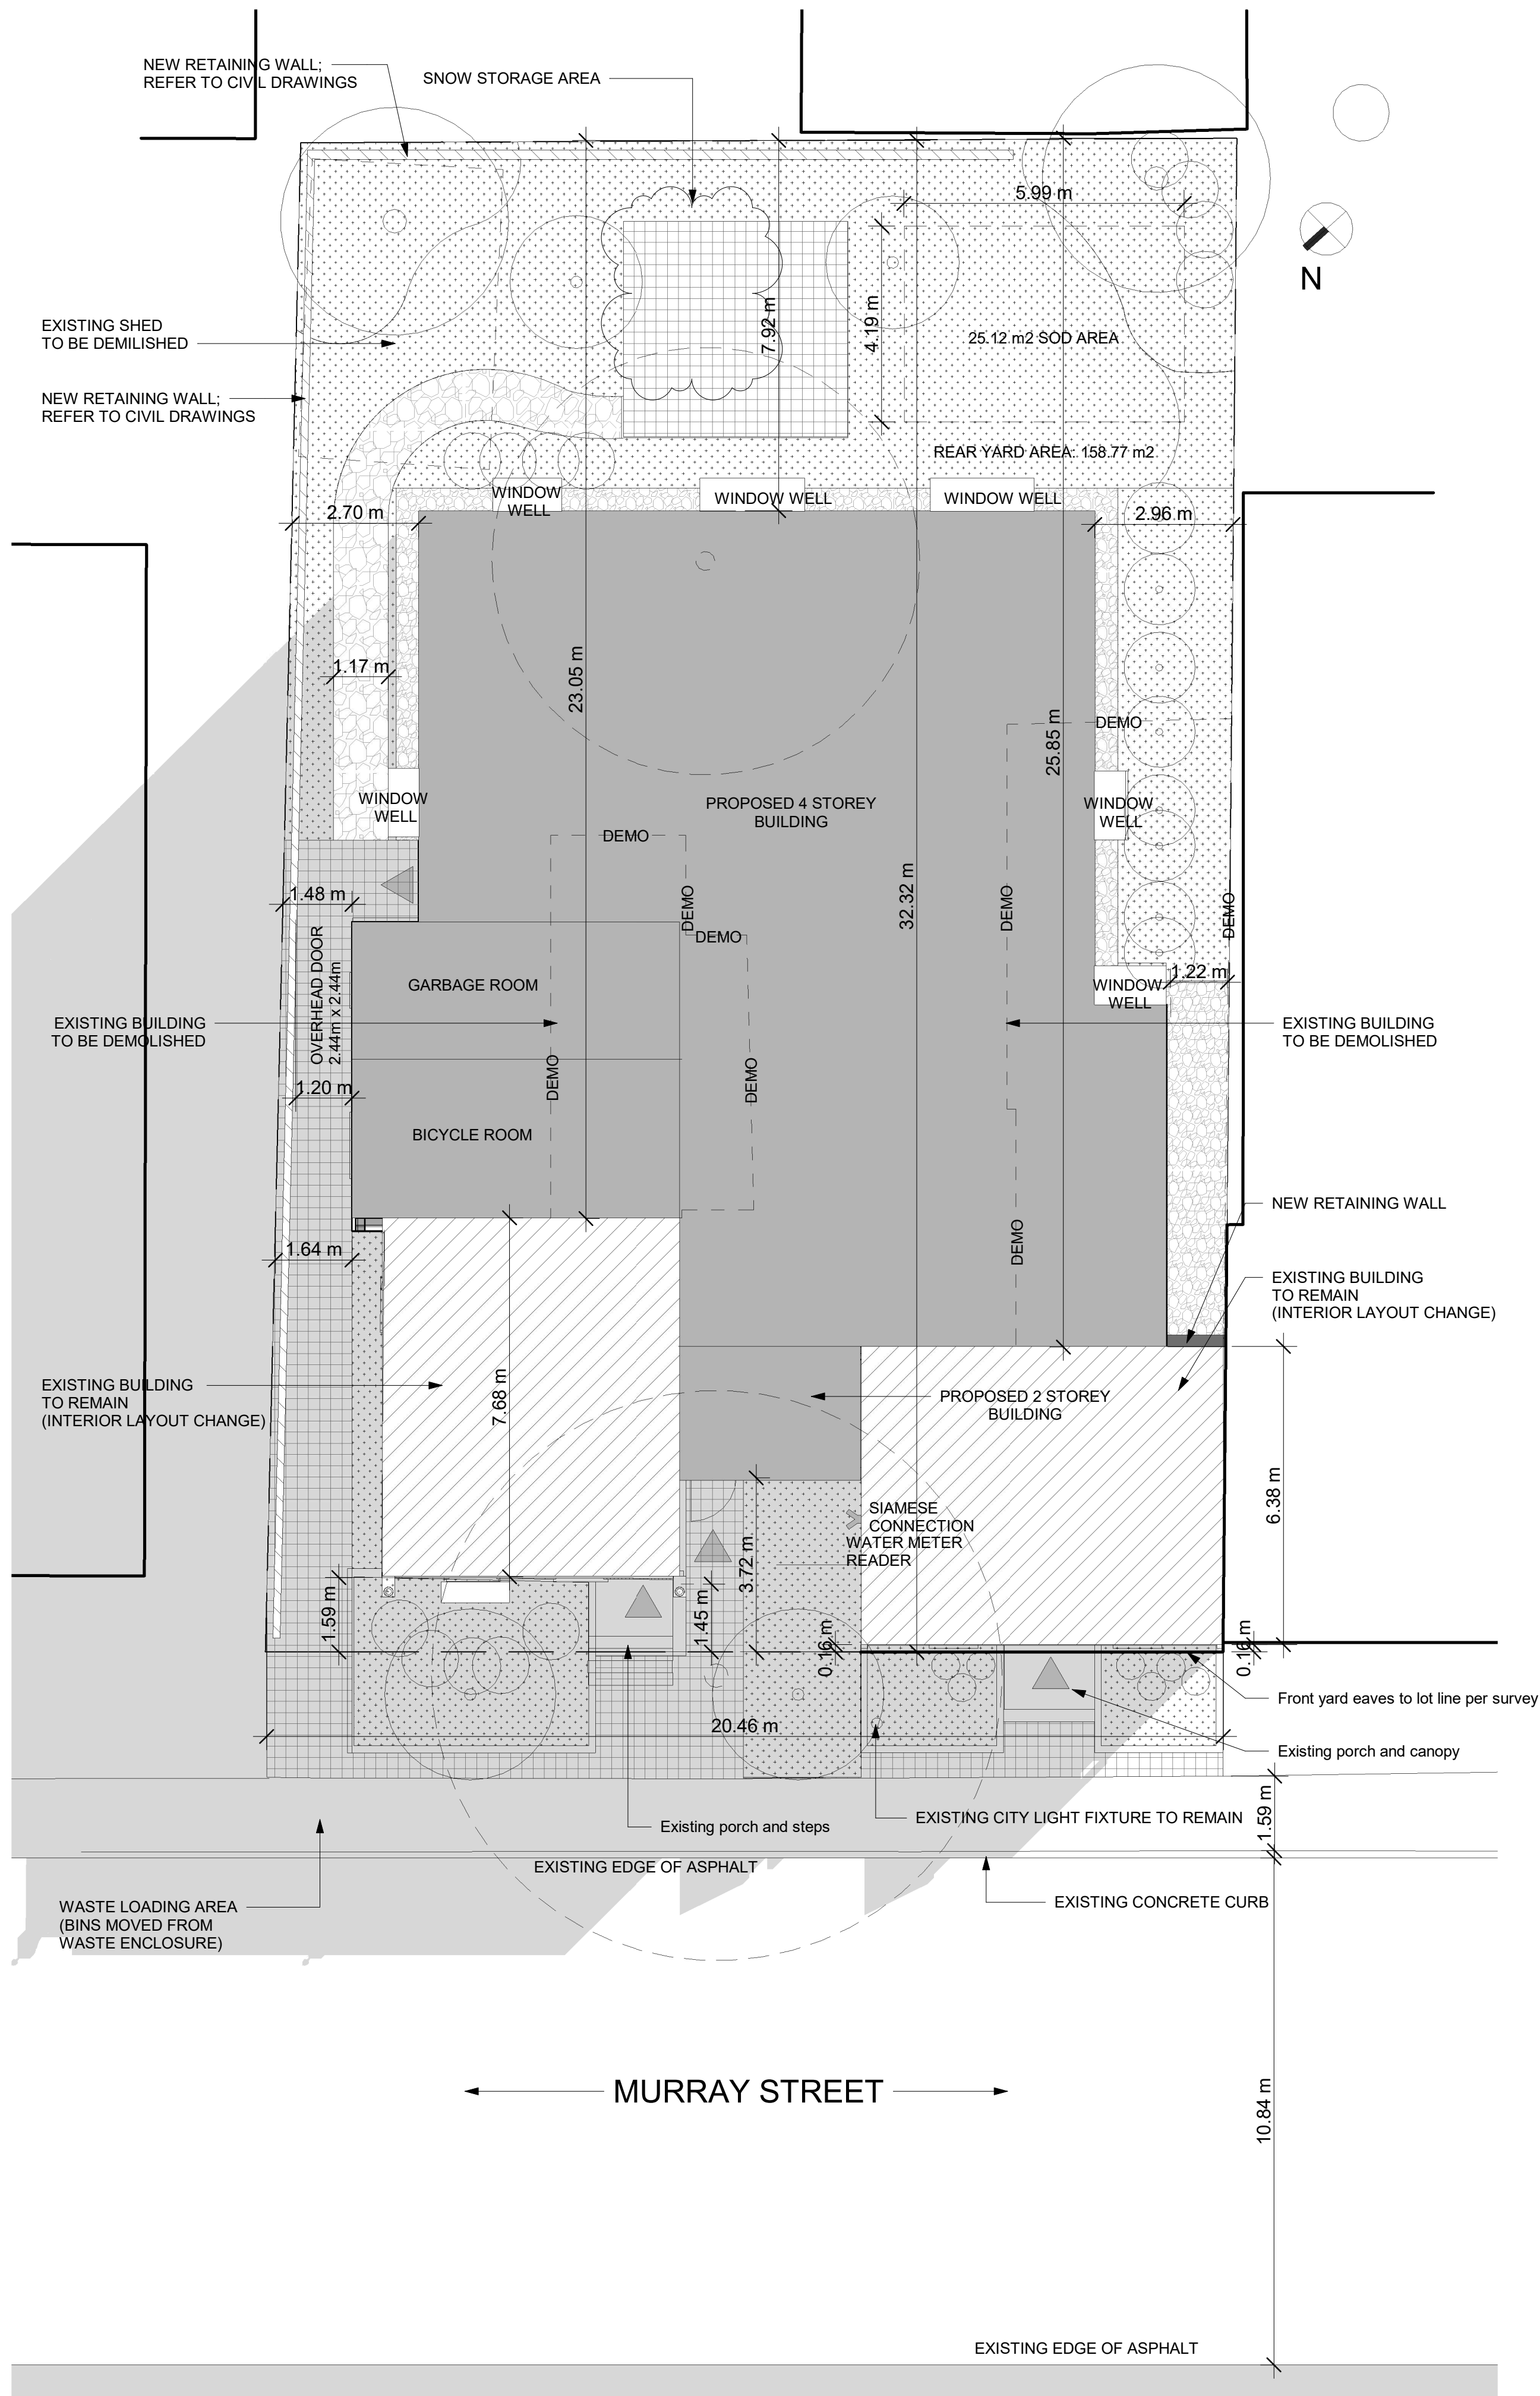 NEW RETAINING WALL;
REFER TO CIVIL DRAWINGS
SNOW STORAGE AREA
5.99 m
N
7.92 m
4.19 m
EXISTING SHED
TO BE DEMILISHED
25.12 m2 SOD AREA
NEW RETAINING WALL;
REFER TO CIVIL DRAWINGS
REAR YARD AREA: 158.77 m2
WINDOW
WELL
WINDOW WELL
WINDOW WELL
2.70 m
2.96 m
1.17 m
23.05 m
25.85 m
DEMO
WINDOW
WELL
PROPOSED 4 STOREY
BUILDING
WINDOW
WELL
DEMO
1.48 m
32.32 m
DEMO
DEMO
DEMO
DEMO
OVERHEAD DOOR
2.44m x 2.44m
GARBAGE ROOM
1.22 m
WINDOW
WELL
EXISTING BUILDING
TO BE DEMOLISHED
EXISTING BUILDING
TO BE DEMOLISHED
DEMO
DEMO
1.20 m
BICYCLE ROOM
NEW RETAINING WALL
DEMO
1.64 m
EXISTING BUILDING
TO REMAIN
(INTERIOR LAYOUT CHANGE)
EXISTING BUILDING
TO REMAIN
(INTERIOR LAYOUT CHANGE)
7.68 m
PROPOSED 2 STOREY
BUILDING
6.38 m
SIAMESE
CONNECTION
WATER METER
READER
3.72 m
1.59 m
1.45 m
0.16 m
0.16 m
Front yard eaves to lot line per survey
20.46 m
Existing porch and canopy
Existing porch and steps
EXISTING CITY LIGHT FIXTURE TO REMAIN
1.59 m
EXISTING EDGE OF ASPHALT
WASTE LOADING AREA
(BINS MOVED FROM
WASTE ENCLOSURE)
EXISTING CONCRETE CURB
MURRAY STREET
10.84 m
EXISTING EDGE OF ASPHALT